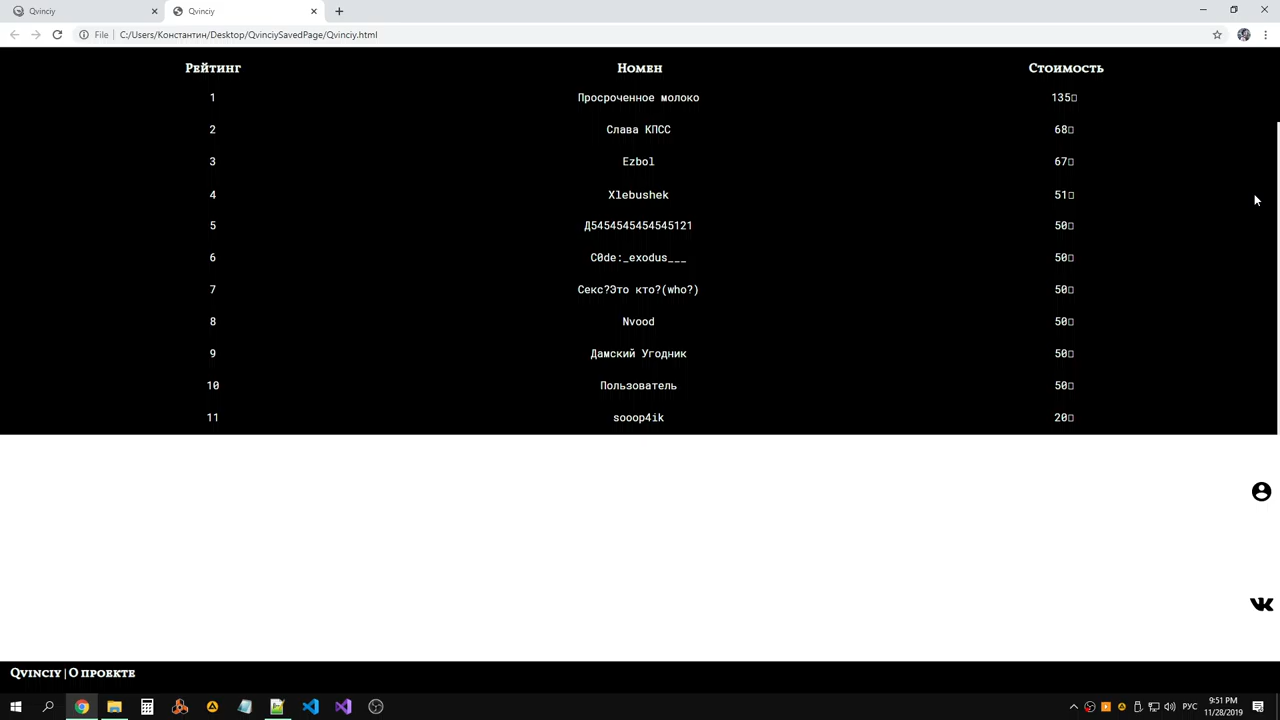 Qvinciy
Qvinciy
File
C:/Users/Константин/Desktop/QvinciySavedPage/Qvinciy.html
Рейтинг Номен Стоимость
1 Просроченное молоко 135
2 Слава КПСС 68
3 Ezbol 67
4 Xlebushek 51
5 Д5454545454545121 50
6 C0de:_exodus___ 50
7 Секс?Это кто?(who?) 50
8 Nvood 50
9 Дамский Угодник 50
10 Пользователь 50
11 sooop4ik 20
Qvinciy | О проекте
РУС
9:51 PM
11/28/2019